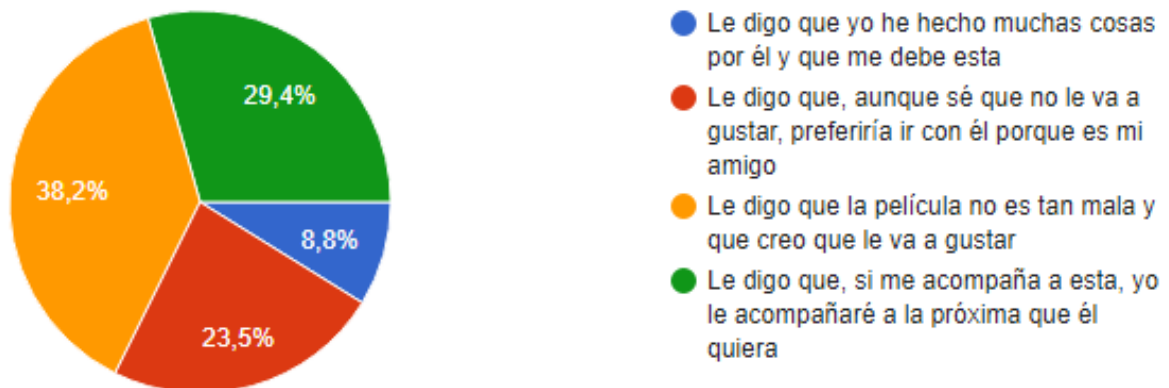 29,4%
38,2%
8,8%
23,5%
Le digo que yo he hecho muchas cosas
por él y que me debe esta
Le digo que, aunque sé que no le va a
gustar, preferiría ir con él porque es mi
amigo
Le digo que la película no es tan mala y
que creo que le va a gustar
Le digo que, si me acompaña a esta, yo
le acompañaré a la próxima que él
quiera